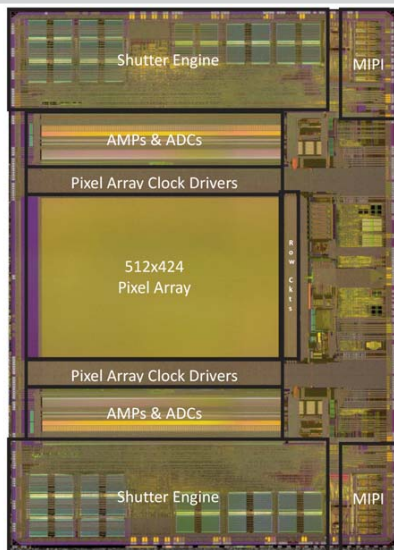 Shutter Engine
MIPI
AMPs & ADCs
Pixel Array Clock Drivers
512x424
Pixel Array
Row Ckts
Pixel Array Clock Drivers
AMPs & ADCs
Shutter Engine
MIPI